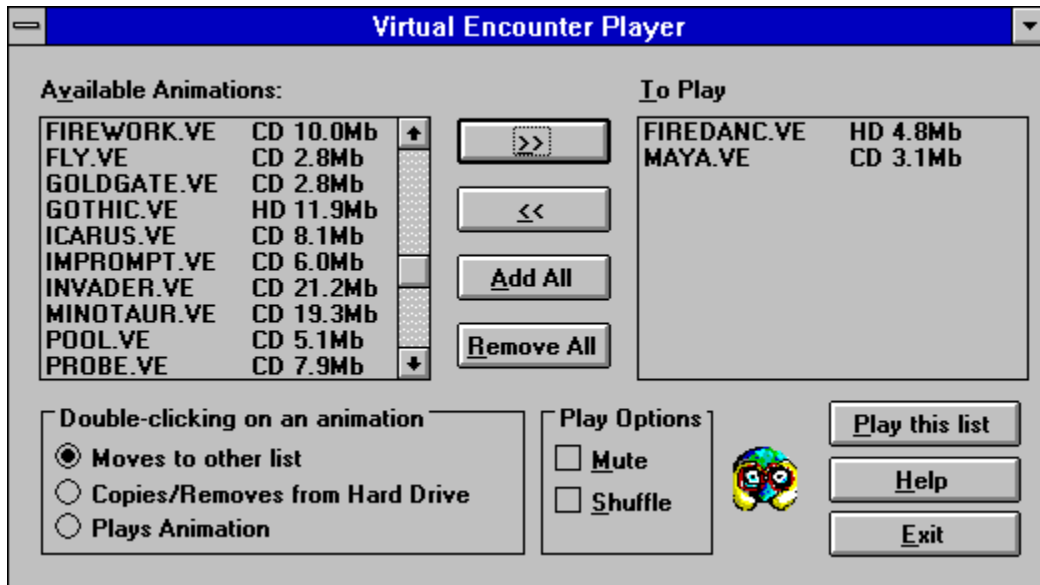 Virtual Encounter Player
Available Animations:
FIREWORK.VE CD 10.0Mb
FLY.VE CD 2.8Mb
GOLDGATE.VE CD 2.8Mb
GOTHIC.VE HD 11.9Mb
ICARUS.VE CD 8.1Mb
IMPROMPT.VE CD 6.0Mb
INVADER.VE CD 21.2Mb
MINOTAUR.VE CD 19.3Mb
POOL.VE CD 5.1Mb
PROBE.VE CD 7.9Mb
>>
<<
Add All
Remove All
To Play
FIREDANC.VE HD 4.8Mb
MAYA.VE CD 3.1Mb
Double-clicking on an animation
Moves to other list
Copies/Removes from Hard Drive
Plays Animation
Play Options
Mute
Shuffle
Play this list
Help
Exit